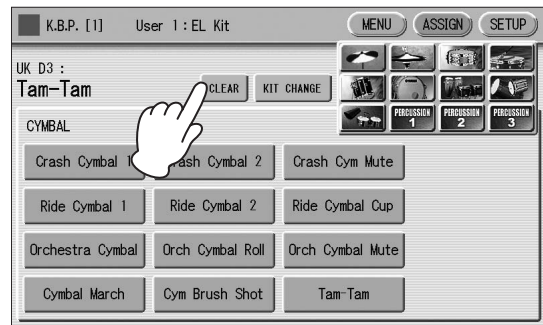 K.B.P. [1] User 1 : EL Kit MENU ASSIGN SETUP
UK D3 :
Tam-Tam
CLEAR KIT CHANGE
PERCUSSION 1 PERCUSSION 2 PERCUSSION 3
CYMBAL
Crash Cymbal 1 Crash Cymbal 2 Crash Cym Mute
Ride Cymbal 1 Ride Cymbal 2 Ride Cymbal Cup
Orchestra Cymbal Orch Cymbal Roll Orch Cymbal Mute
Cymbal March Cym Brush Shot Tam-Tam